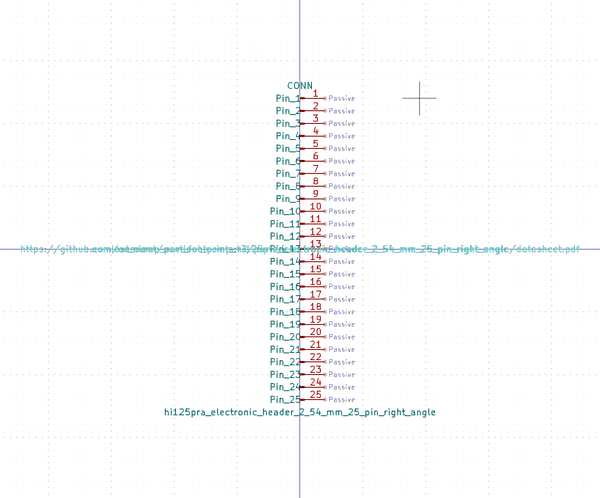 CONN
Pin_1 1 Passive
Pin_2 2 Passive
Pin_3 3 Passive
Pin_4 4 Passive
Pin_5 5 Passive
Pin_6 6 Passive
Pin_7 7 Passive
Pin_8 8 Passive
Pin_9 9 Passive
Pin_10 10 Passive
Pin_11 11 Passive
Pin_12 12 Passive
https://github.com/ header_2_54_mm_25_pin_right_angle/datasheet.pdf
13
Pin_14 14 Passive
Pin_15 15 Passive
Pin_16 16 Passive
Pin_17 17 Passive
Pin_18 18 Passive
Pin_19 19 Passive
Pin_20 20 Passive
Pin_21 21 Passive
Pin_22 22 Passive
Pin_23 23 Passive
Pin_24 24 Passive
Pin_25 25 Passive
hi125pra_electronic_header_2_54_mm_25_pin_right_angle